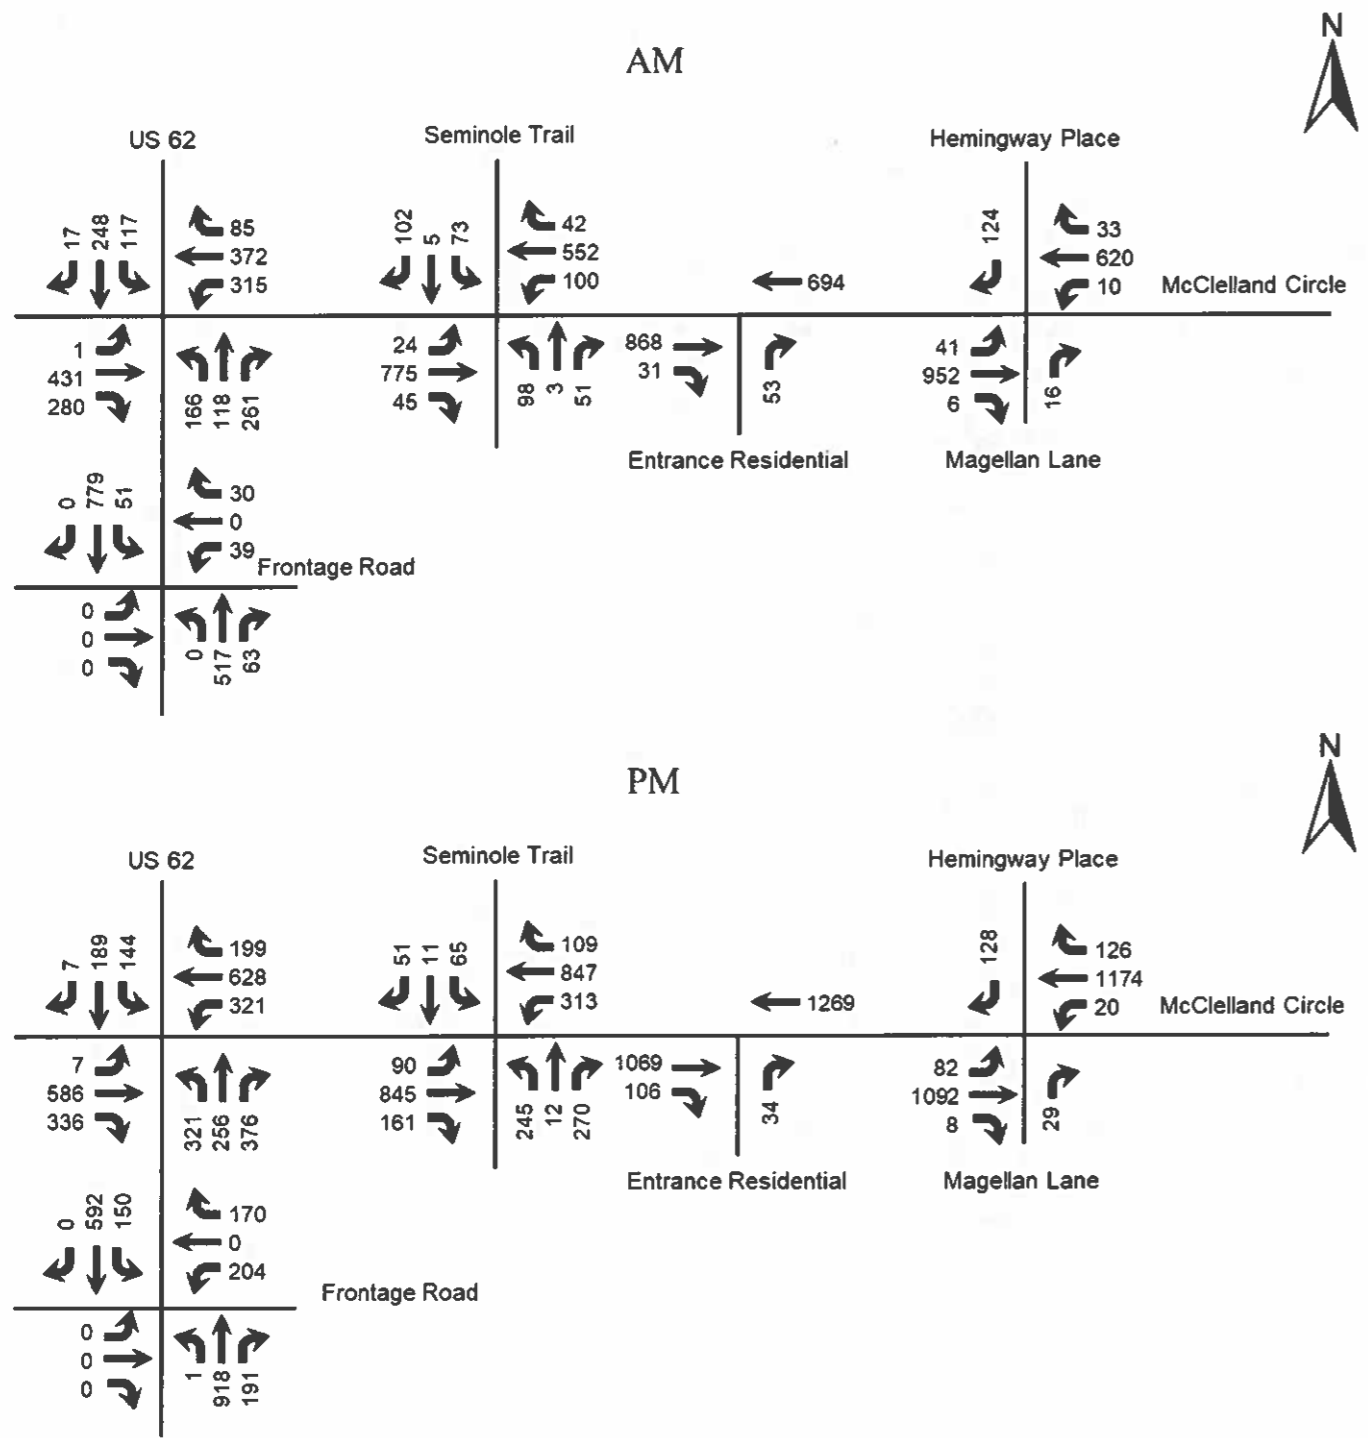 N
AM
US 62
Seminole Trail
Hemingway Place
17 248 117
85
372
315
102 5 73
42
552
100
694
124
33
620
10
McClelland Circle
1
431
280
166 118 261
24
775
45
98 3 51
868
31
53
41
952
6
16
Entrance Residential
Magellan Lane
0 779 51
30
0
39
Frontage Road
0
0
0
0 517 63
N
PM
US 62
Seminole Trail
Hemingway Place
7 189 144
199
628
321
51 11 65
109
847
313
1269
128
126
1174
20
McClelland Circle
7
586
336
321 256 376
90
845
161
245 12 270
1069
106
34
82
1092
8
29
Entrance Residential
Magellan Lane
0 592 150
170
0
204
Frontage Road
0
0
0
1 918 191